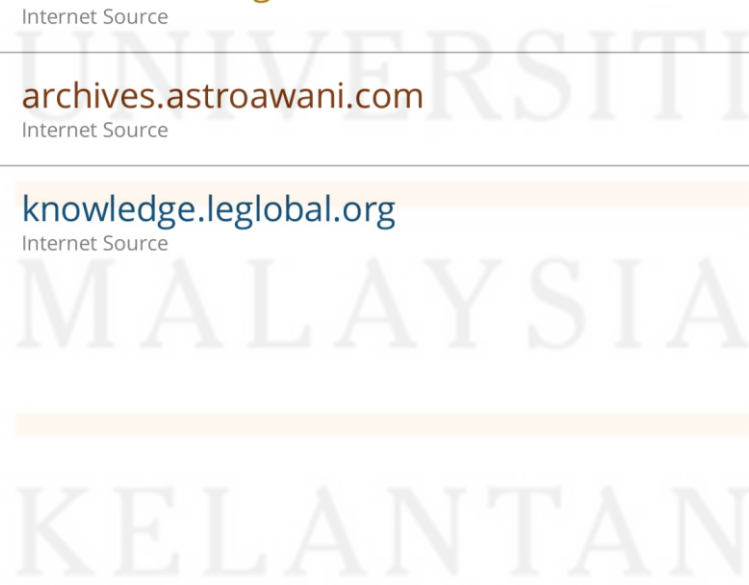 Internet Source
UNIVERSITI
archives.astroawani.com
Internet Source
knowledge.leglobal.org
Internet Source
MALAYSIA
KELANTAN